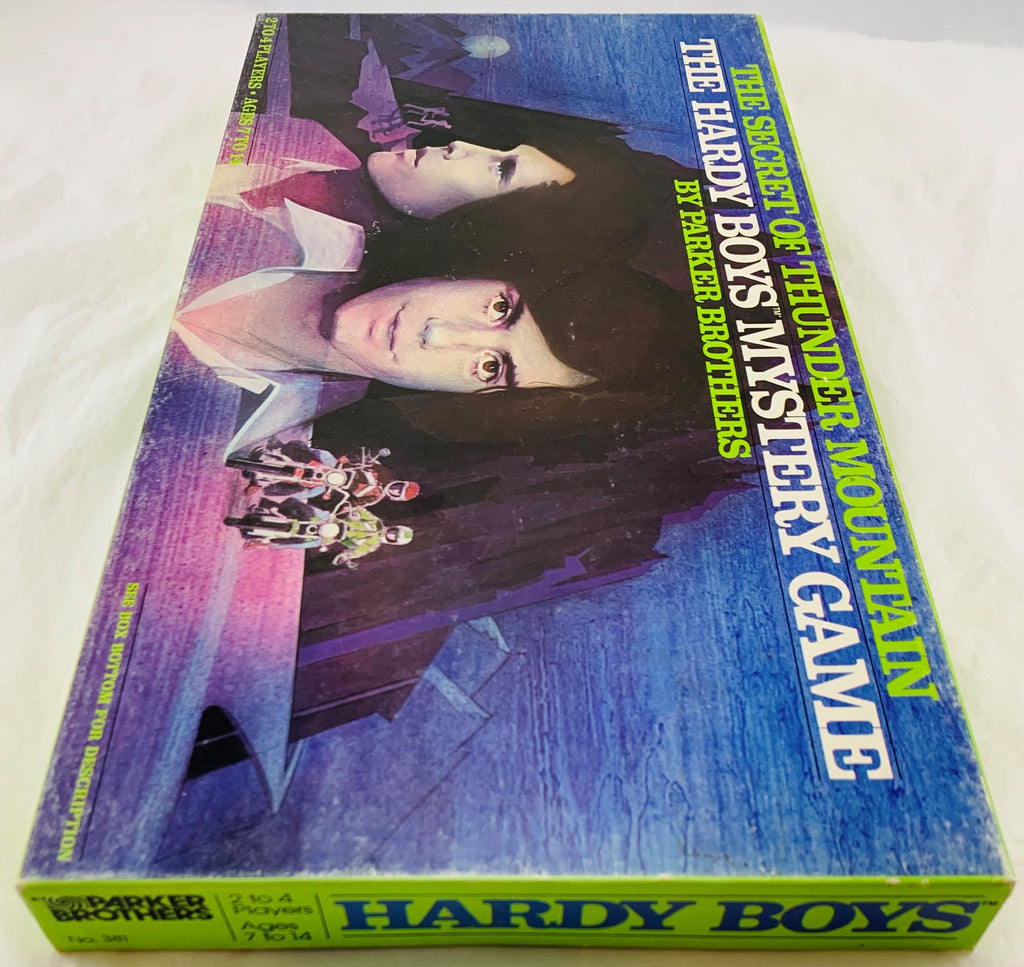 THE SECRET OF THUNDER MOUNTAIN
THE HARDY BOYS™ MYSTERY GAME
BY PARKER BROTHERS
2 TO 4 PLAYERS • AGES 7 TO 14
SEE BOX BOTTOM FOR DESCRIPTION
PARKER
BROTHERS
No. 381
2 to 4
Players
Ages
7 to 14
HARDY BOYS™